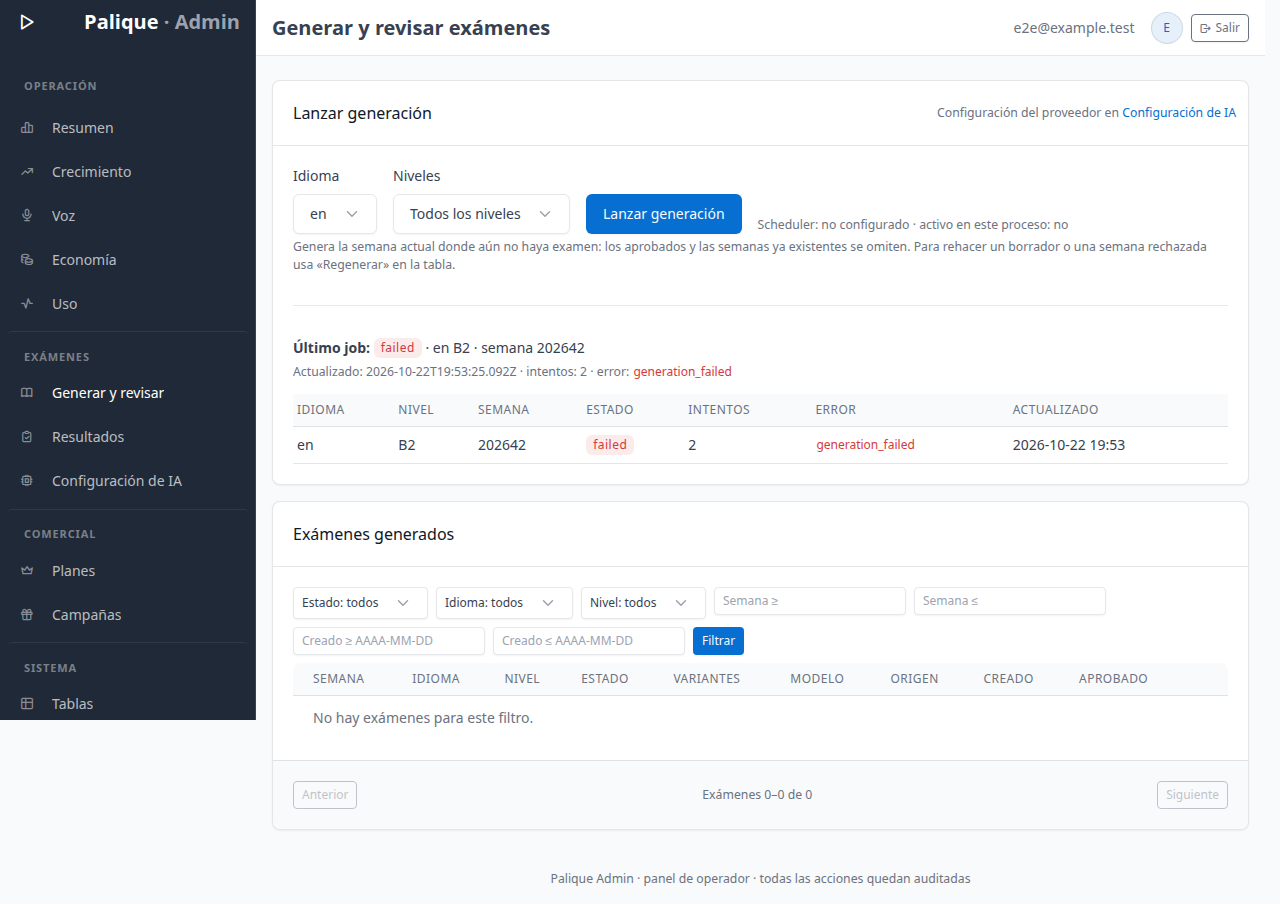 Palique · Admin
Generar y revisar exámenes
e2e@example.test
E
Salir
OPERACIÓN
Resumen
Crecimiento
Voz
Economía
Uso
EXÁMENES
Generar y revisar
Resultados
Configuración de IA
COMERCIAL
Planes
Campañas
SISTEMA
Tablas
Lanzar generación
Configuración del proveedor en Configuración de IA
Idioma Niveles
en Todos los niveles Lanzar generación Scheduler: no configurado · activo en este proceso: no
Genera la semana actual donde aún no haya examen: los aprobados y las semanas ya existentes se omiten. Para rehacer un borrador o una semana rechazada
usa «Regenerar» en la tabla.
Último job: failed · en B2 · semana 202642
Actualizado: 2026-10-22T19:53:25.092Z · intentos: 2 · error: generation_failed
IDIOMA NIVEL SEMANA ESTADO INTENTOS ERROR ACTUALIZADO
en B2 202642 failed 2 generation_failed 2026-10-22 19:53
Exámenes generados
Estado: todos Idioma: todos Nivel: todos Semana ≥ Semana ≤
Creado ≥ AAAA-MM-DD Creado ≤ AAAA-MM-DD Filtrar
SEMANA IDIOMA NIVEL ESTADO VARIANTES MODELO ORIGEN CREADO APROBADO
No hay exámenes para este filtro.
Anterior Exámenes 0–0 de 0 Siguiente
Palique Admin · panel de operador · todas las acciones quedan auditadas